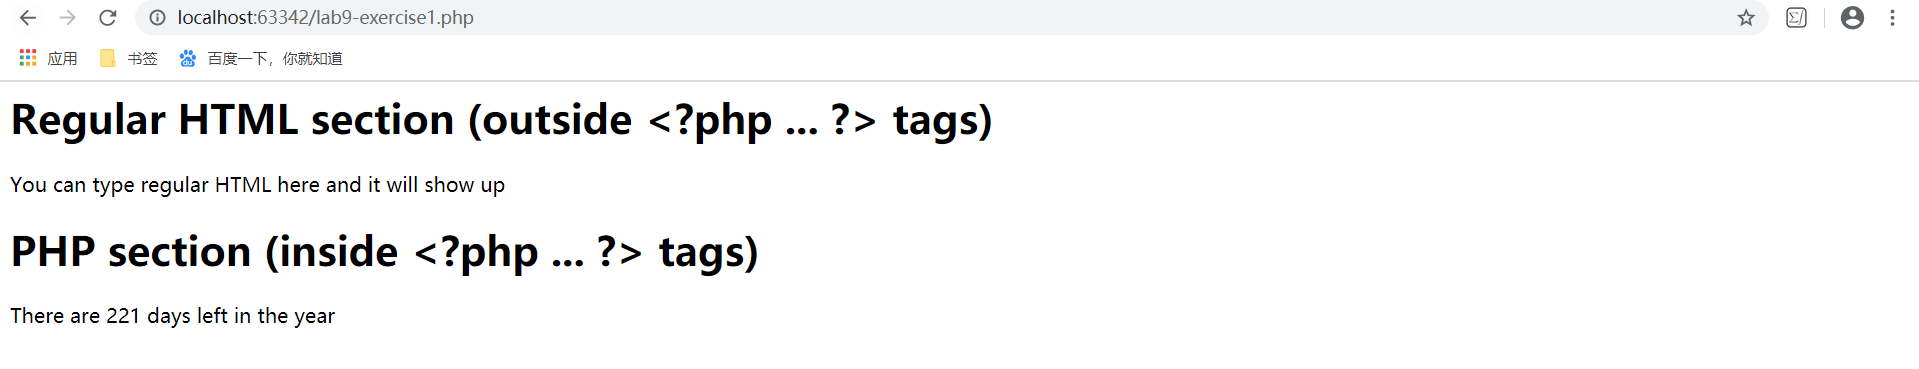 localhost:63342/lab9-exercise1.php
应用 书签 百度一下，你就知道
Regular HTML section (outside <?php ... ?> tags)
You can type regular HTML here and it will show up
PHP section (inside <?php ... ?> tags)
There are 221 days left in the year